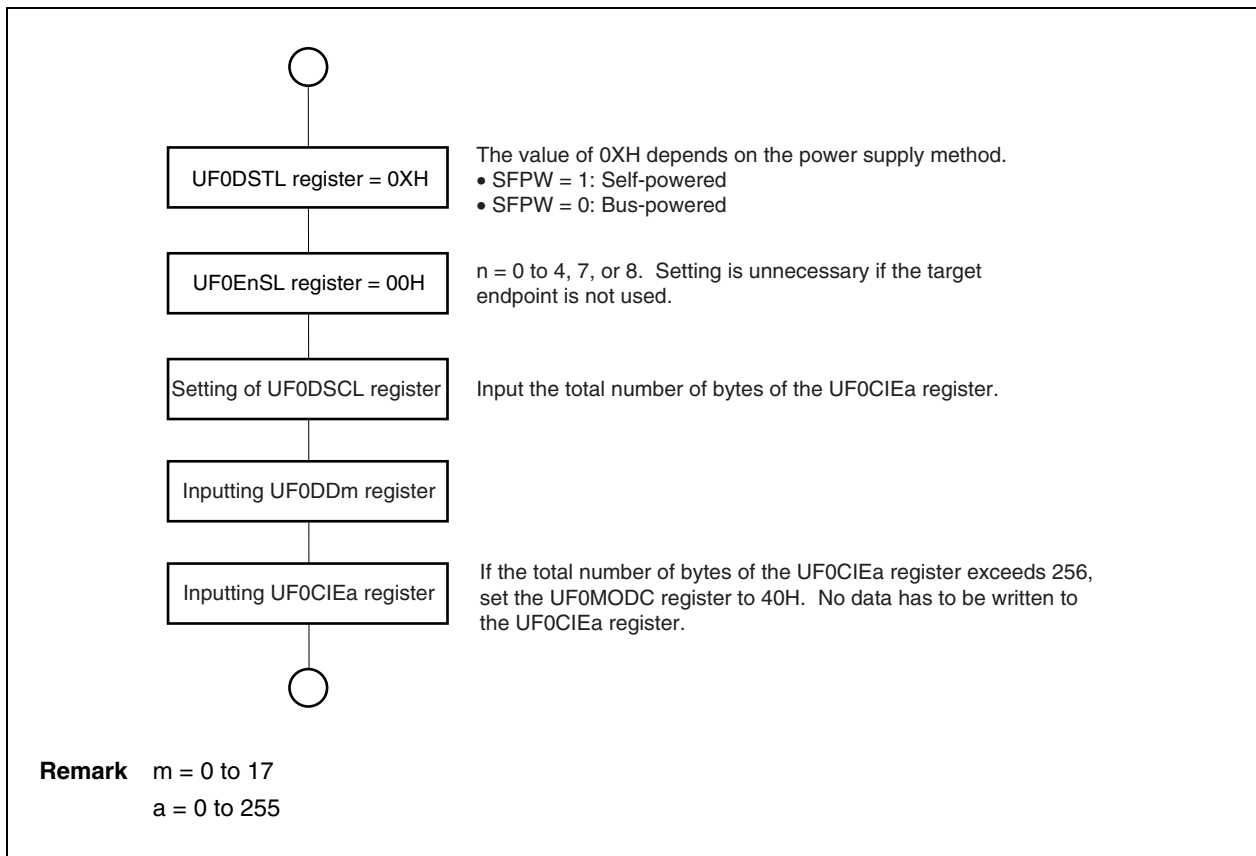 UF0DSTL register = 0XH
The value of 0XH depends on the power supply method.
• SFPW = 1: Self-powered
• SFPW = 0: Bus-powered
UF0EnSL register = 00H
n = 0 to 4, 7, or 8.  Setting is unnecessary if the target
endpoint is not used.
Setting of UF0DSCL register
Input the total number of bytes of the UF0CIEa register.
Inputting UF0DDm register
Inputting UF0CIEa register
If the total number of bytes of the UF0CIEa register exceeds 256,
set the UF0MODC register to 40H.  No data has to be written to
the UF0CIEa register.
Remark m = 0 to 17
a = 0 to 255